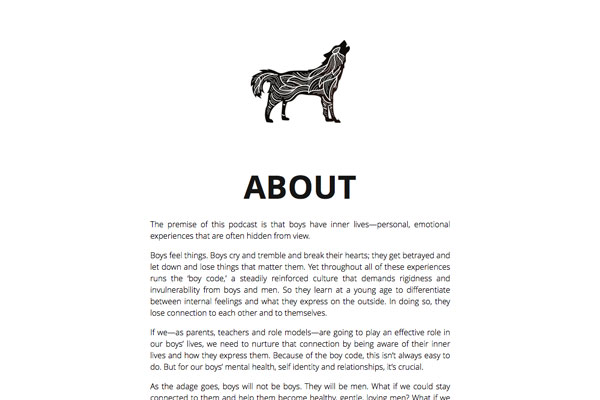 ABOUT
The premise of this podcast is that boys have inner lives—personal, emotional
experiences that are often hidden from view.
Boys feel things. Boys cry and tremble and break their hearts; they get betrayed and
let down and lose things that matter them. Yet throughout all of these experiences
runs the ‘boy code,’ a steadily reinforced culture that demands rigidness and
invulnerability from boys and men. So they learn at a young age to differentiate
between internal feelings and what they express on the outside. In doing so, they
lose connection to each other and to themselves.
If we—as parents, teachers and role models—are going to play an effective role in
our boys’ lives, we need to nurture that connection by being aware of their inner
lives and how they express them. Because of the boy code, this isn’t always easy to
do. But for our boys’ mental health, self identity and relationships, it’s crucial.
As the adage goes, boys will not be boys. They will be men. What if we could stay
connected to them and help them become healthy, gentle, loving men? What if we